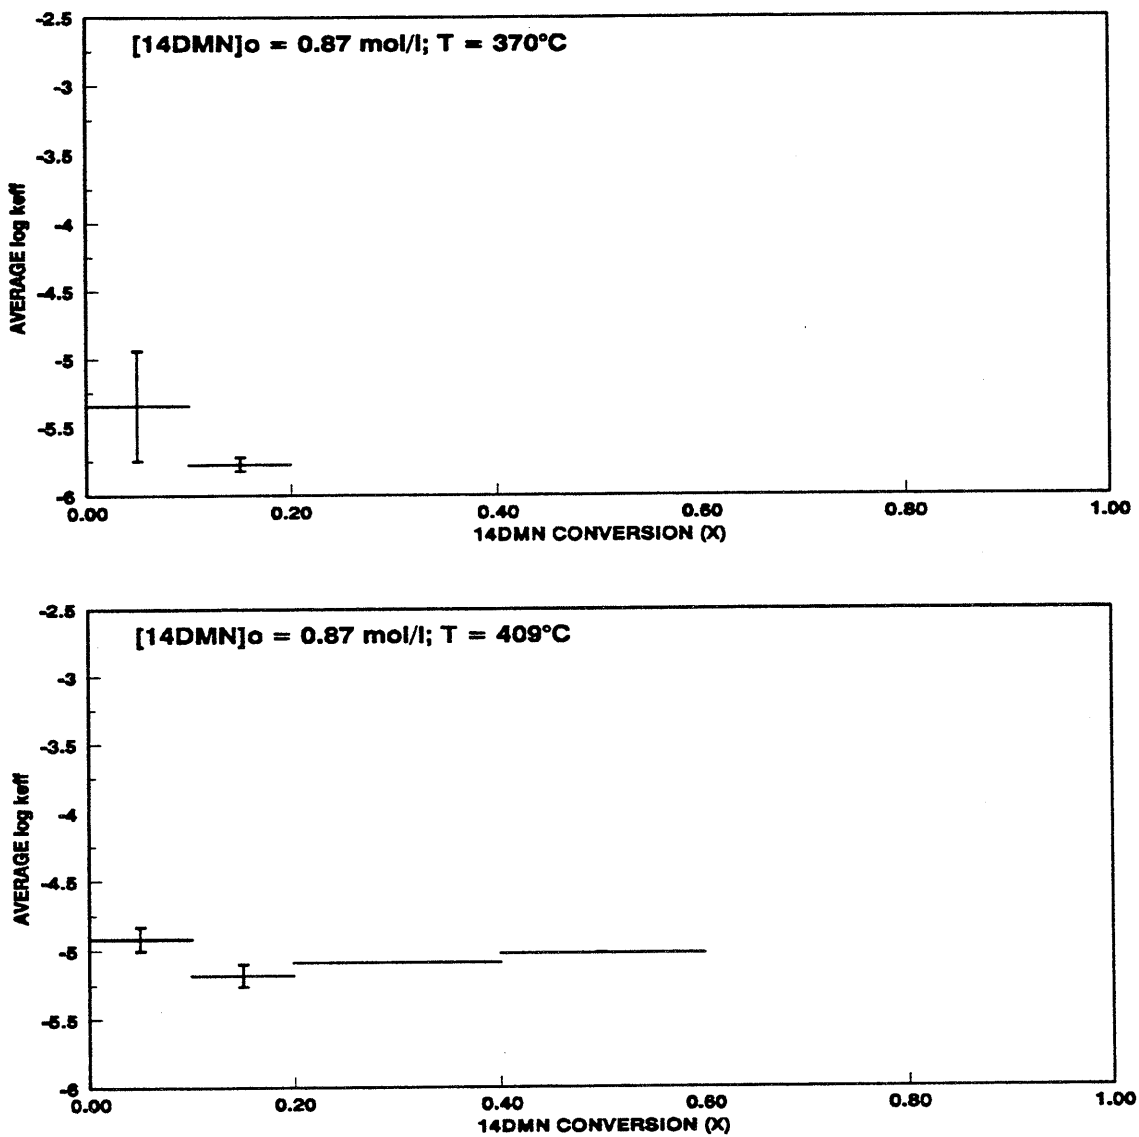 [14DMN]o = 0.87 mol/l; T = 370°C
AVERAGE log keff
-2.5
-3
-3.5
-4
-4.5
-5
-5.5
-6
0.00 0.20 0.40 0.60 0.80 1.00
14DMN CONVERSION (X)
[14DMN]o = 0.87 mol/l; T = 409°C
AVERAGE log keff
-2.5
-3
-3.5
-4
-4.5
-5
-5.5
-6
0.00 0.20 0.40 0.60 0.80 1.00
14DMN CONVERSION (X)